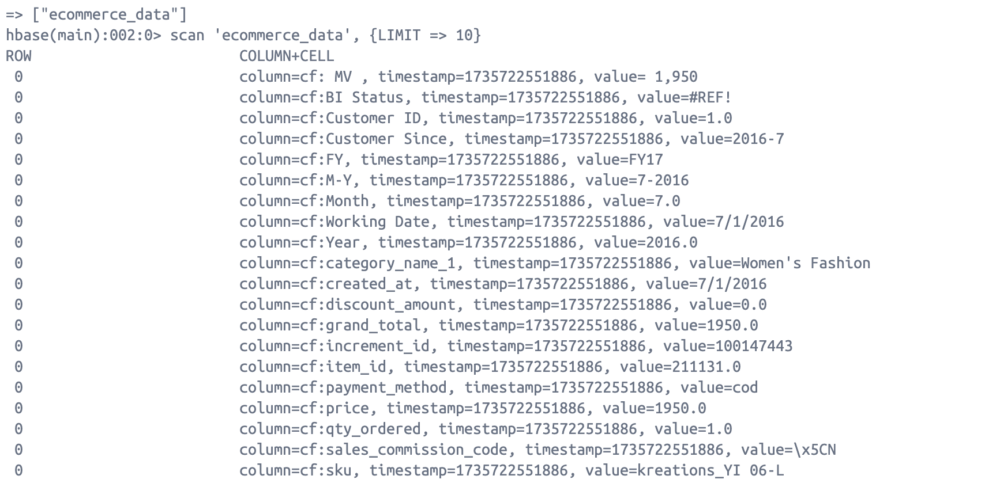 => ["ecommerce_data"]
hbase(main):002:0> scan 'ecommerce_data', {LIMIT => 10}
ROW COLUMN+CELL
0 column=cf: MV , timestamp=1735722551886, value= 1,950
0 column=cf:BI Status, timestamp=1735722551886, value=#REF!
0 column=cf:Customer ID, timestamp=1735722551886, value=1.0
0 column=cf:Customer Since, timestamp=1735722551886, value=2016-7
0 column=cf:FY, timestamp=1735722551886, value=FY17
0 column=cf:M-Y, timestamp=1735722551886, value=7-2016
0 column=cf:Month, timestamp=1735722551886, value=7.0
0 column=cf:Working Date, timestamp=1735722551886, value=7/1/2016
0 column=cf:Year, timestamp=1735722551886, value=2016.0
0 column=cf:category_name_1, timestamp=1735722551886, value=Women's Fashion
0 column=cf:created_at, timestamp=1735722551886, value=7/1/2016
0 column=cf:discount_amount, timestamp=1735722551886, value=0.0
0 column=cf:grand_total, timestamp=1735722551886, value=1950.0
0 column=cf:increment_id, timestamp=1735722551886, value=100147443
0 column=cf:item_id, timestamp=1735722551886, value=211131.0
0 column=cf:payment_method, timestamp=1735722551886, value=cod
0 column=cf:price, timestamp=1735722551886, value=1950.0
0 column=cf:qty_ordered, timestamp=1735722551886, value=1.0
0 column=cf:sales_commission_code, timestamp=1735722551886, value=\x5CN
0 column=cf:sku, timestamp=1735722551886, value=kreations_YI 06-L